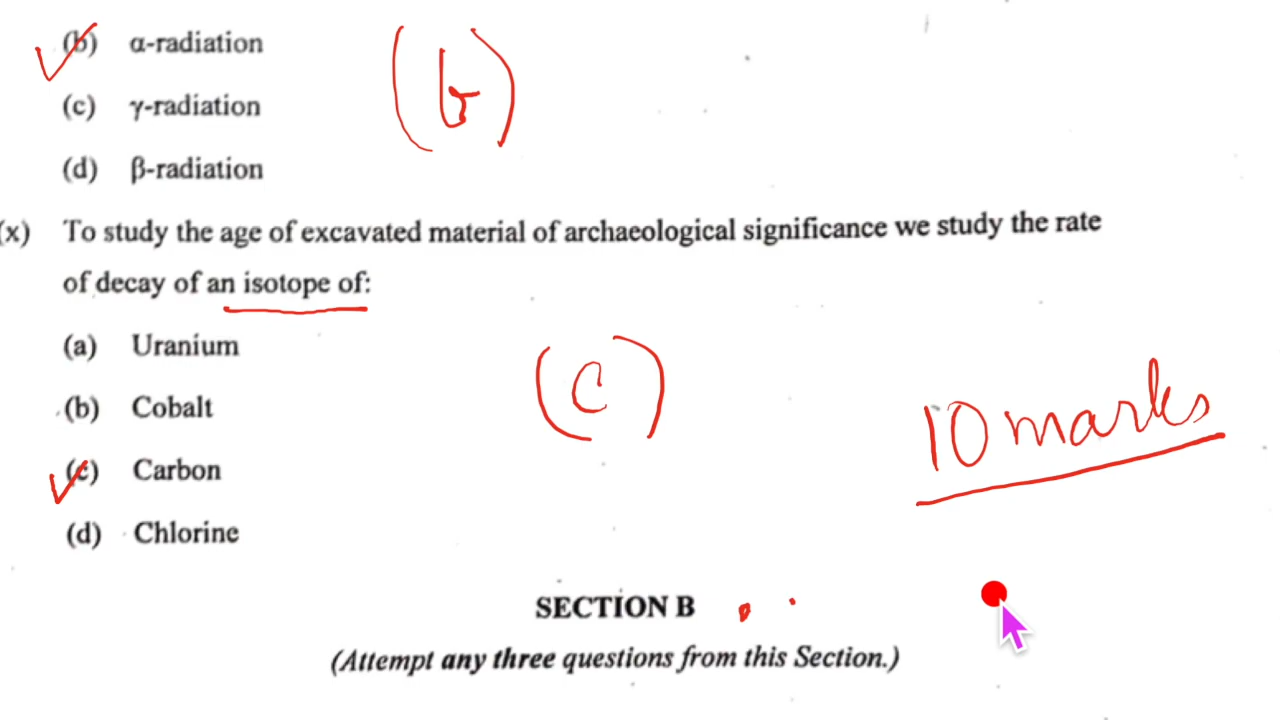 (b) α-radiation
(b)
(c) γ-radiation
(d) β-radiation
(x) To study the age of excavated material of archaeological significance we study the rate
of decay of an isotope of:
(a) Uranium
(c)
(b) Cobalt
10 marks
(c) Carbon
(d) Chlorine
SECTION B
(Attempt any three questions from this Section.)